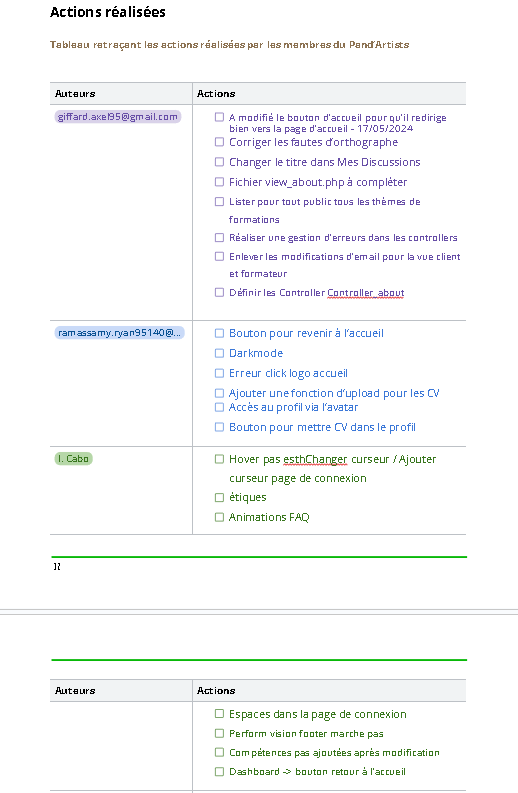 Actions réalisées
Tableau retraçant les actions réalisées par les membres du Pand'Artists
Auteurs Actions
giffard.axel95@gmail.com
A modifié le bouton d'accueil pour qu'il redirige
bien vers la page d'accueil - 17/05/2024
Corriger les fautes d'orthographe
Changer le titre dans Mes Discussions
Fichier view_about.php à compléter
Lister pour tout public tous les thèmes de
formations
Réaliser une gestion d'erreurs dans les controllers
Enlever les modifications d'email pour la vue client
et formateur
Définir les Controller Controller_about
ramassamy.ryan95140@...
Bouton pour revenir à l'accueil
Darkmode
Erreur click logo accueil
Ajouter une fonction d'upload pour les CV
Accès au profil via l'avatar
Bouton pour mettre CV dans le profil
I. Cabo
Hover pas esthChanger curseur / Ajouter
curseur page de connexion
étiques
Animations FAQ
Auteurs Actions
Espaces dans la page de connexion
Perform vision footer marche pas
Compétences pas ajoutées après modification
Dashboard -> bouton retour à l'accueil